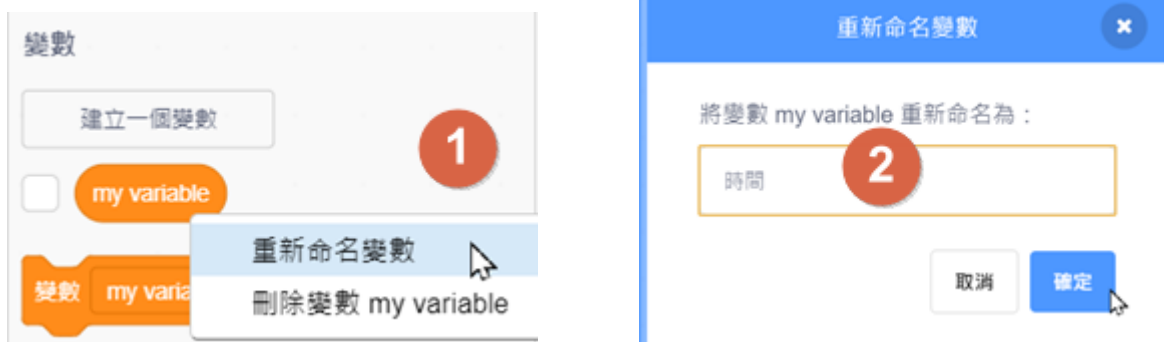 變數
建立一個變數
1
my variable
重新命名變數
變數 my varia
刪除變數 my variable
重新命名變數
將變數 my variable 重新命名為：
時間
2
取消
確定